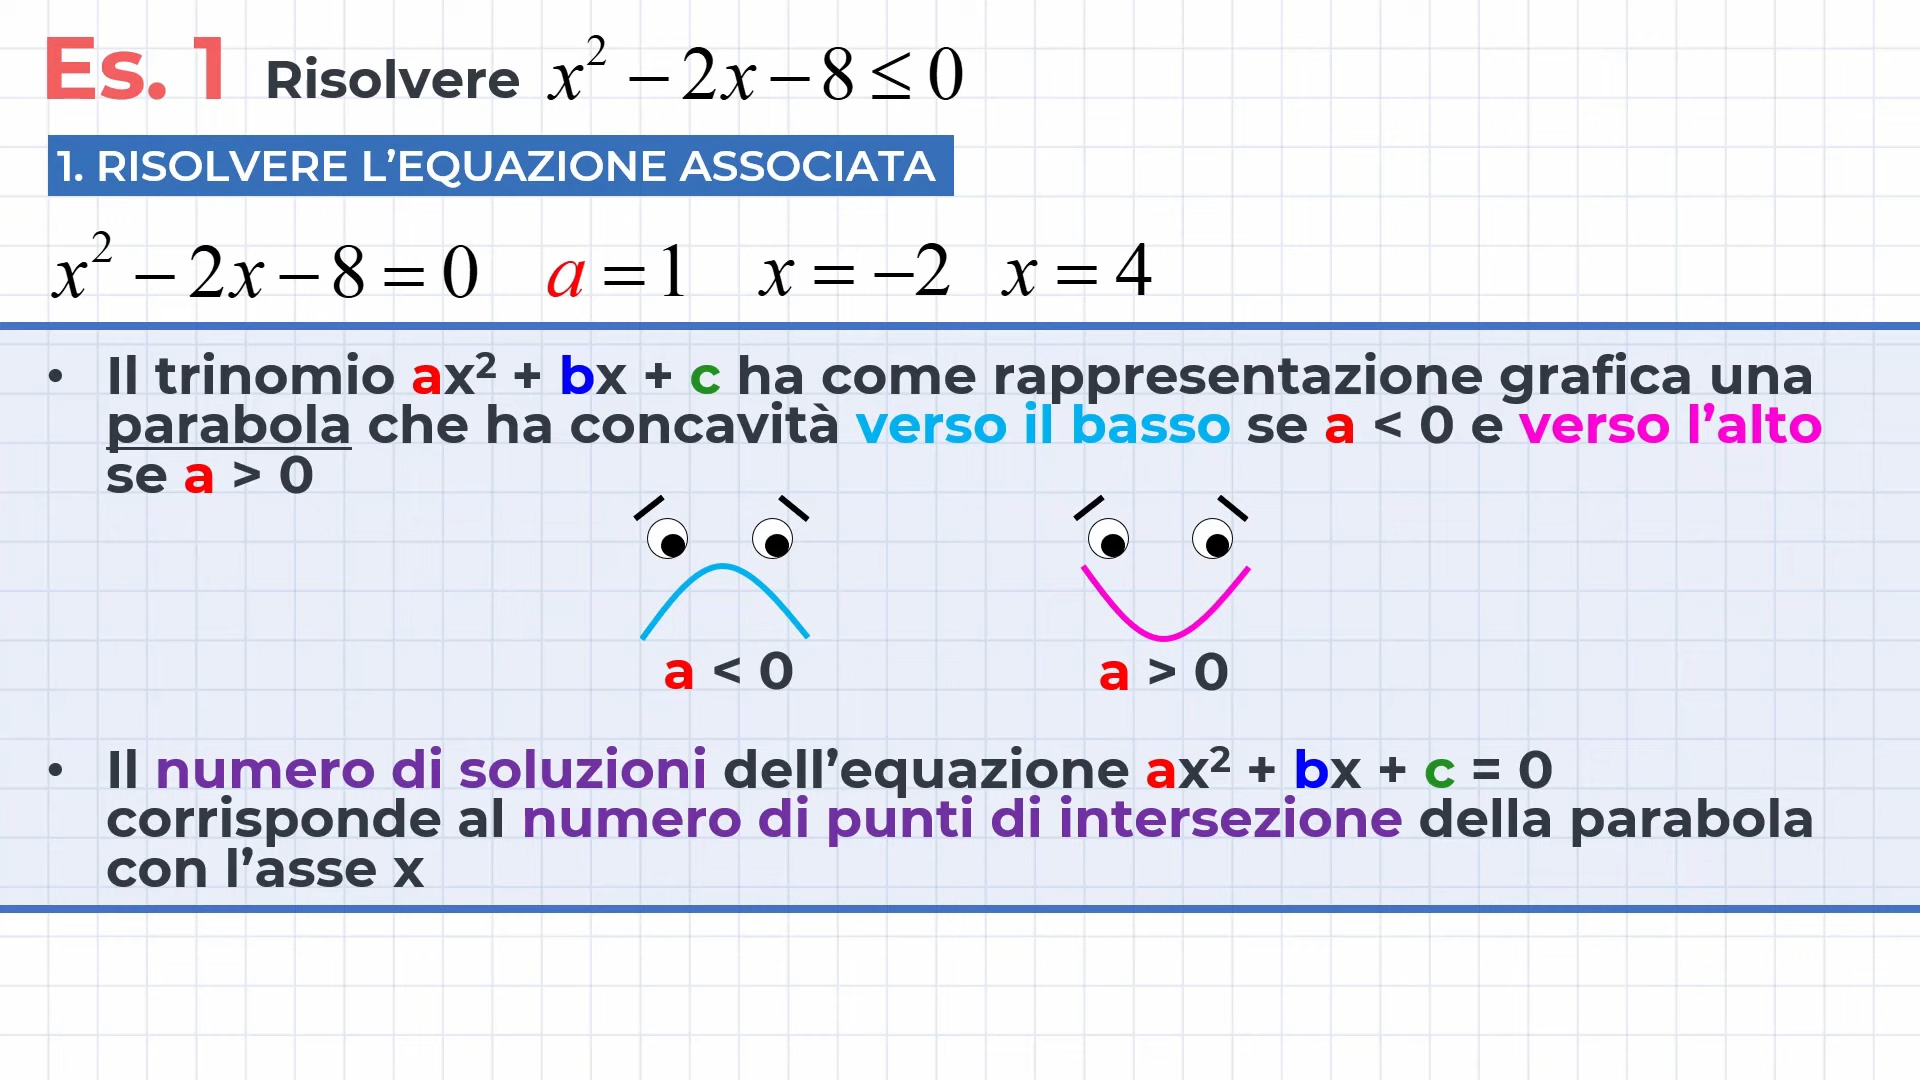 Es. 1 Risolvere x² − 2x − 8 ≤ 0
1. RISOLVERE L’EQUAZIONE ASSOCIATA
x² − 2x − 8 = 0 a = 1 x = −2 x = 4
• Il trinomio ax² + bx + c ha come rappresentazione grafica una
parabola che ha concavità verso il basso se a < 0 e verso l’alto
se a > 0
a < 0 a > 0
• Il numero di soluzioni dell’equazione ax² + bx + c = 0
corrisponde al numero di punti di intersezione della parabola
con l’asse x